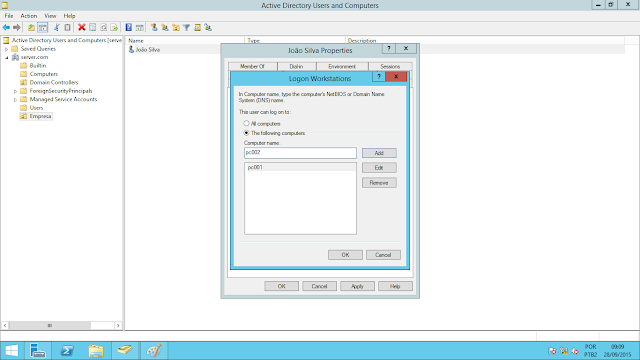 Active Directory Users and Computers
File Action View Help
Active Directory Users and Computers [serve
Saved Queries
server.com
Builtin
Computers
Domain Controllers
ForeignSecurityPrincipals
Managed Service Accounts
Users
Empresa
Name Type Description
João Silva
João Silva Properties
Member Of Dial-in Environment Sessions
Logon Workstations
In Computer name, type the computer's NetBIOS or Domain Name
System (DNS) name.
This user can log on to:
All computers
The following computers
Computer name:
pc002 Add
pc001 Edit
Remove
OK Cancel
OK Cancel Apply Help
POR 09:09
PTB2 28/09/2015